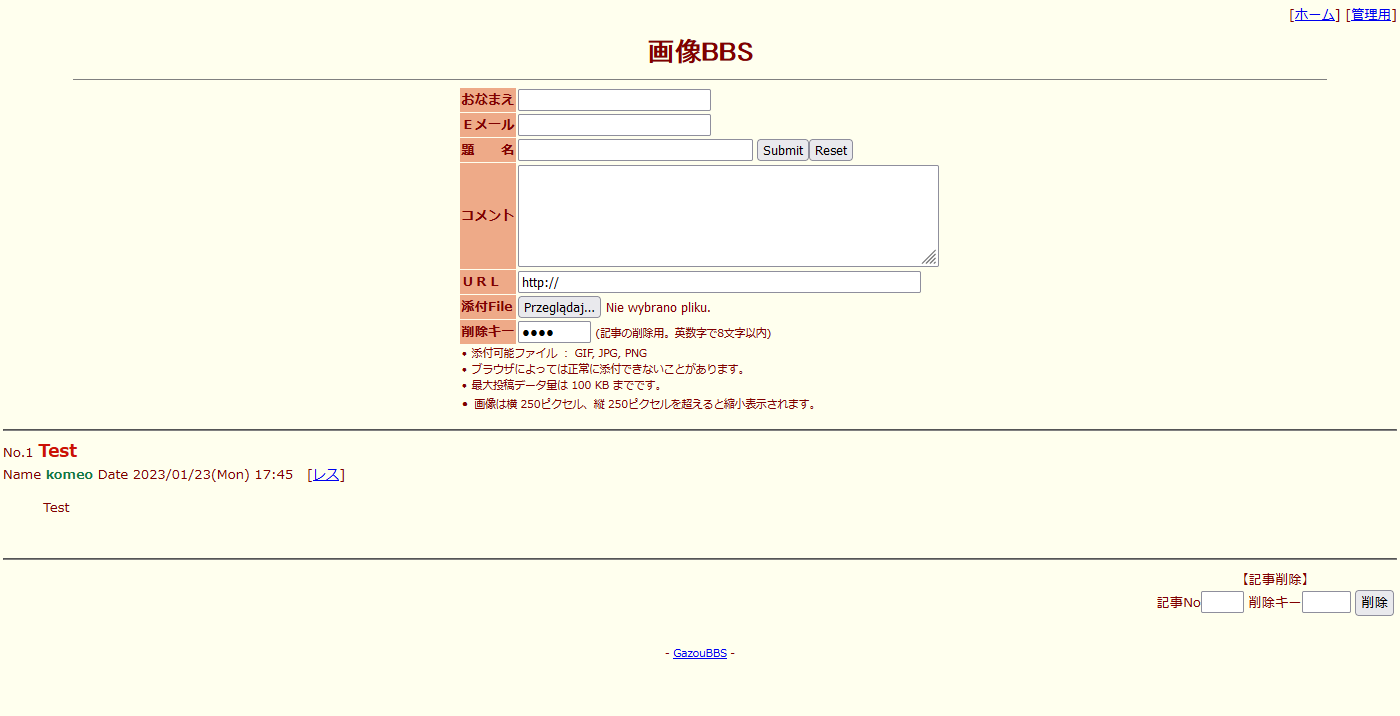 [ホーム] [管理用]
画像BBS
おなまえ
Eメール
題　　名 Submit Reset
コメント
ＵＲＬ http://
添付File Przeglądaj... Nie wybrano pliku.
削除キー ●●●● (記事の削除用。英数字で8文字以内)
• 添付可能ファイル ： GIF, JPG, PNG
• ブラウザによっては正常に添付できないことがあります。
• 最大投稿データ量は 100 KB までです。
• 画像は横 250ピクセル、縦 250ピクセルを超えると縮小表示されます。
No.1 Test
Name komeo Date 2023/01/23(Mon) 17:45 [レス]
Test
【記事削除】
記事No 削除キー 削除
- GazouBBS -